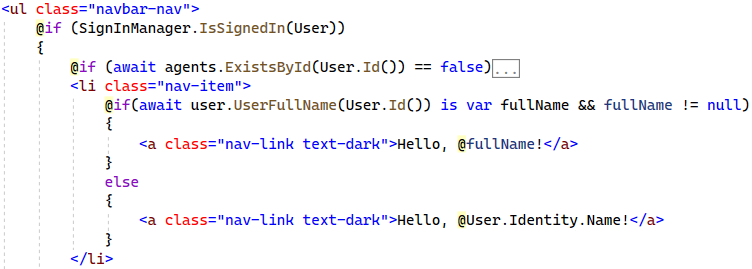 <ul class="navbar-nav">
    @if (SignInManager.IsSignedIn(User))
    {
        @if (await agents.ExistsById(User.Id()) == false)...
        <li class="nav-item">
            @if(await user.UserFullName(User.Id()) is var fullName && fullName != null)
            {
                <a class="nav-link text-dark">Hello, @fullName!</a>
            }
            else
            {
                <a class="nav-link text-dark">Hello, @User.Identity.Name!</a>
            }
        </li>